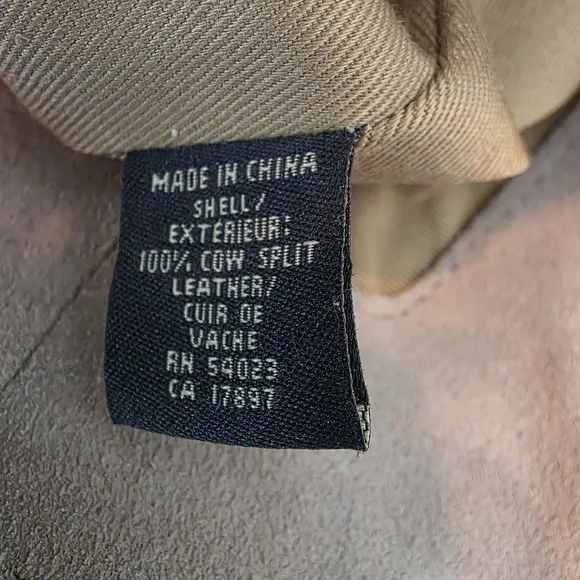 MADE IN CHINA
SHELL/
EXTÉRIEUR:
100% COW SPLIT
LEATHER/
CUIR DE
VACHE
RN 54023
CA 17897